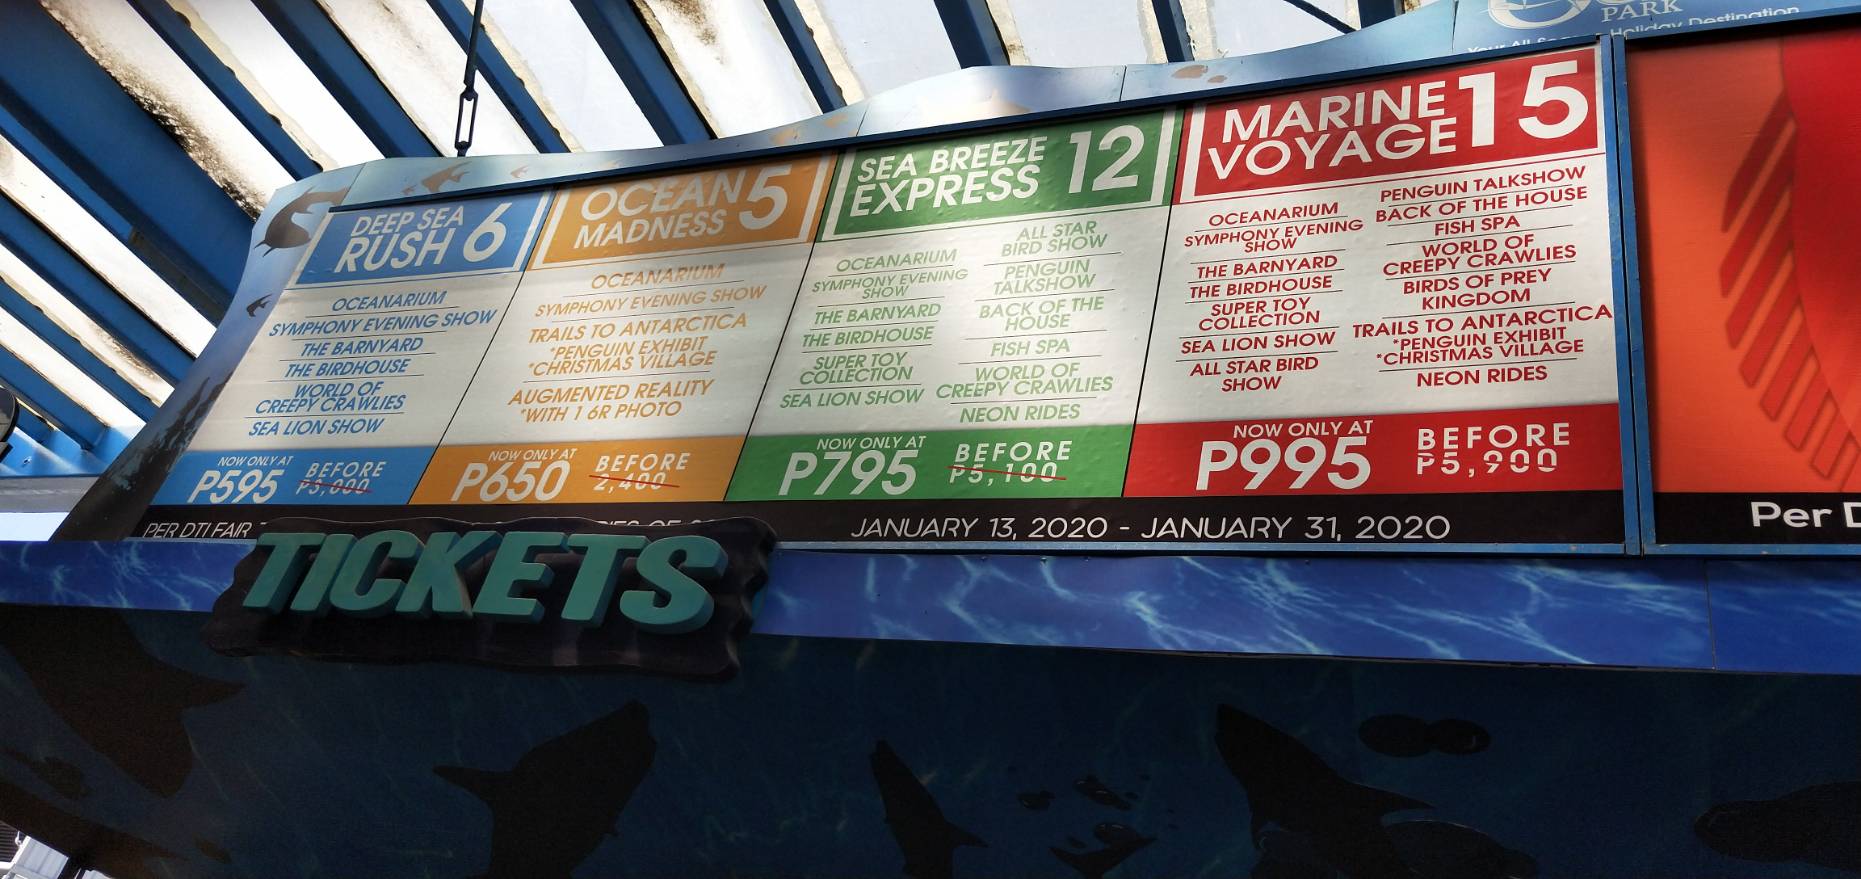 PARK
Holiday Destination
DEEP SEA
RUSH 6
OCEANARIUM
SYMPHONY EVENING SHOW
THE BARNYARD
THE BIRDHOUSE
WORLD OF
CREEPY CRAWLIES
SEA LION SHOW
NOW ONLY AT
P595
BEFORE
P3,000
OCEAN
MADNESS 5
OCEANARIUM
SYMPHONY EVENING SHOW
TRAILS TO ANTARCTICA
*PENGUIN EXHIBIT
*CHRISTMAS VILLAGE
AUGMENTED REALITY
*WITH 1 6R PHOTO
NOW ONLY AT
P650
BEFORE
2,400
SEA BREEZE
EXPRESS 12
OCEANARIUM
SYMPHONY EVENING
SHOW
THE BARNYARD
THE BIRDHOUSE
SUPER TOY
COLLECTION
SEA LION SHOW
ALL STAR
BIRD SHOW
PENGUIN
TALKSHOW
BACK OF THE
HOUSE
FISH SPA
WORLD OF
CREEPY CRAWLIES
NEON RIDES
NOW ONLY AT
P795
BEFORE
P5,100
MARINE
VOYAGE 15
OCEANARIUM
SYMPHONY EVENING
SHOW
THE BARNYARD
THE BIRDHOUSE
SUPER TOY
COLLECTION
SEA LION SHOW
ALL STAR BIRD
SHOW
PENGUIN TALKSHOW
BACK OF THE HOUSE
FISH SPA
WORLD OF
CREEPY CRAWLIES
BIRDS OF PREY
KINGDOM
TRAILS TO ANTARCTICA
*PENGUIN EXHIBIT
*CHRISTMAS VILLAGE
NEON RIDES
NOW ONLY AT
P995
BEFORE
P5,900
PER DTI FAIR
JANUARY 13, 2020 - JANUARY 31, 2020
Per
TICKETS